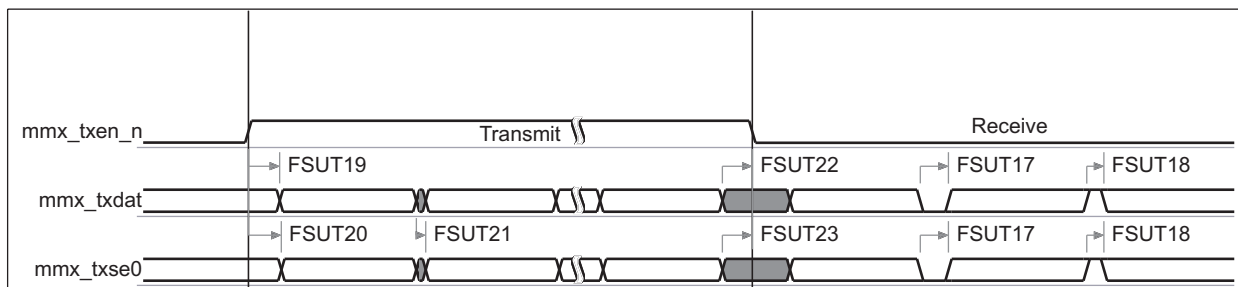 mmx_txen_n
Transmit
Receive
FSUT19
FSUT22
FSUT17
FSUT18
mmx_txdat
FSUT20
FSUT21
FSUT23
FSUT17
FSUT18
mmx_txse0